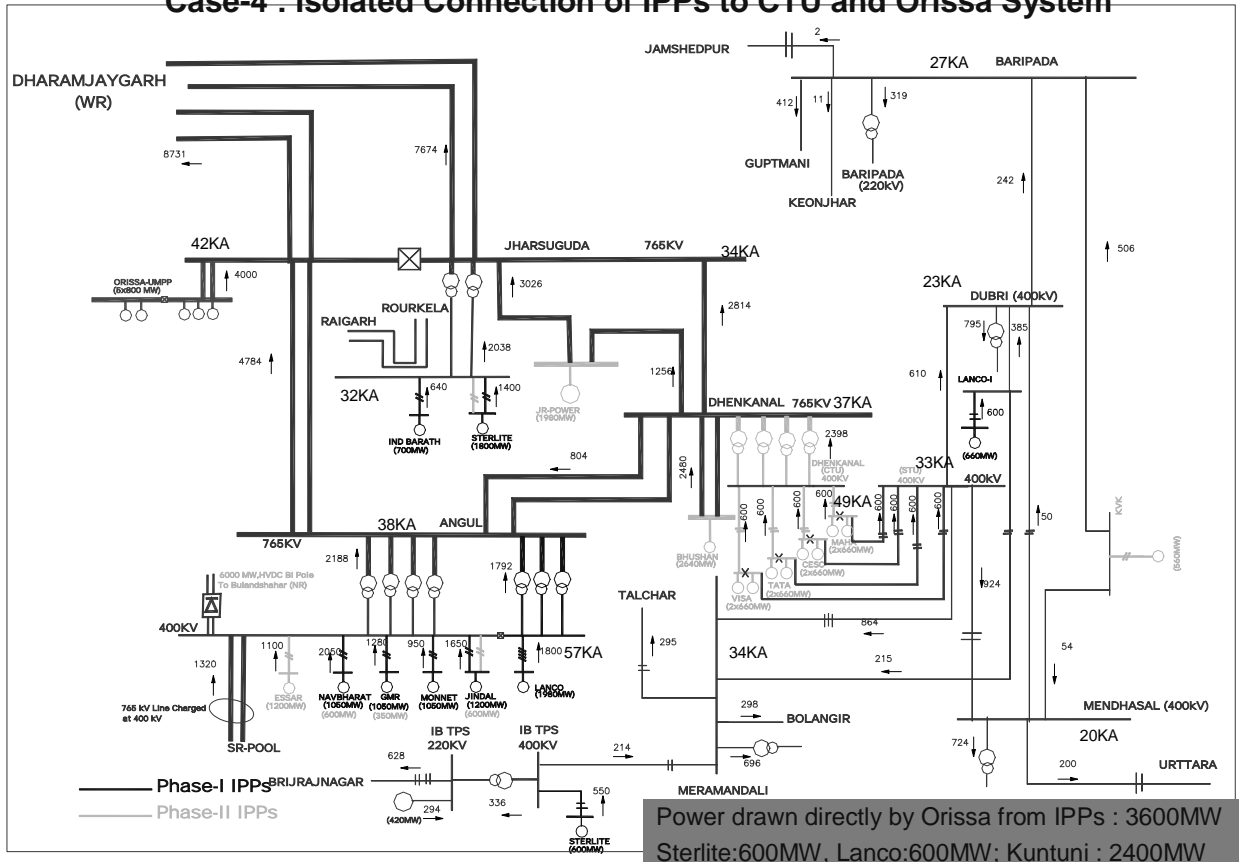 Case-4 : Isolated Connection of IPPs to CTU and Orissa System
JAMSHEDPUR
2
27KA
BARIPADA
DHARAMJAYGARH
(WR)
412
11
319
8731
7674
GUPTMANI
BARIPADA
(220kV)
KEONJHAR
242
506
42KA
JHARSUGUDA
765KV
34KA
ORISSA-UMPP
(5x800 MW)
4000
3026
2814
23KA
DUBRI (400kV)
ROURKELA
RAIGARH
795
385
2038
4784
1256
610
LANCO-I
640
1400
32KA
JR-POWER
(1980MW)
DHENKANAL
765KV
37KA
600
IND BARATH
(700MW)
STERLITE
(1800MW)
2398
(660MW)
804
2480
DHENKANAL
(CTU)
400KV
33KA
(STU)
400KV
400kV
600
600
600
600
49KA
600
600
600
600
38KA
ANGUL
50
KVK
765KV
MAHA
(2x660MW)
2188
1792
BHUSHAN
(2640MW)
CESC
(2x660MW)
(560MW)
6000 MW,HVDC BI Pole
To Bulandshahar (NR)
TATA
(2x660MW)
924
VISA
(2x660MW)
TALCHAR
400KV
864
1100
2050
1280
950
1650
1800
57KA
295
34KA
54
1320
215
ESSAR
(1200MW)
NAVBHARAT
(1050MW)
(600MW)
GMR
(1050MW)
(350MW)
MONNET
(1050MW)
JINDAL
(1200MW)
(600MW)
LANCO
(1980MW)
765 kV Line Charged
at 400 kV
298
BOLANGIR
MENDHASAL (400kV)
SR-POOL
IB TPS
220KV
IB TPS
400KV
20KA
628
214
696
724
200
URTTARA
Phase-I IPPs
BRIJRAJNAGAR
MERAMANDALI
Phase-II IPPs
(420MW)
294
336
550
STERLITE
(600MW)
Power drawn directly by Orissa from IPPs : 3600MW
Sterlite:600MW, Lanco:600MW; Kuntuni : 2400MW